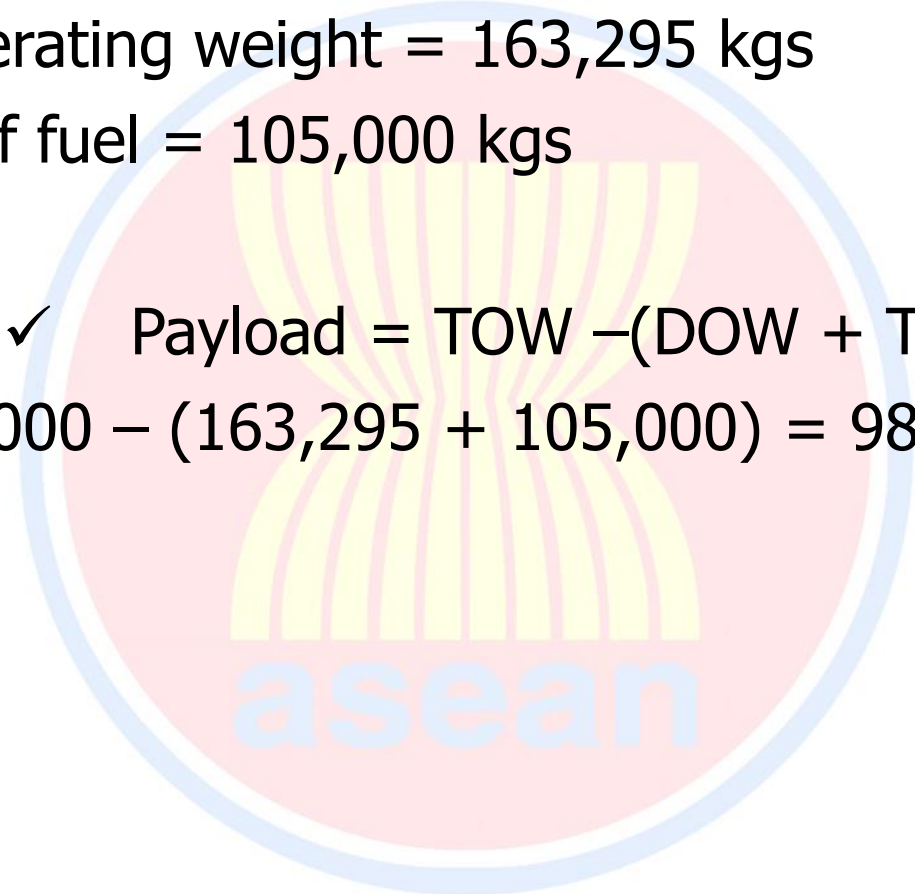 erating weight = 163,295 kgs
f fuel = 105,000 kgs
✓ Payload = TOW –(DOW + T
000 – (163,295 + 105,000) = 98
asean